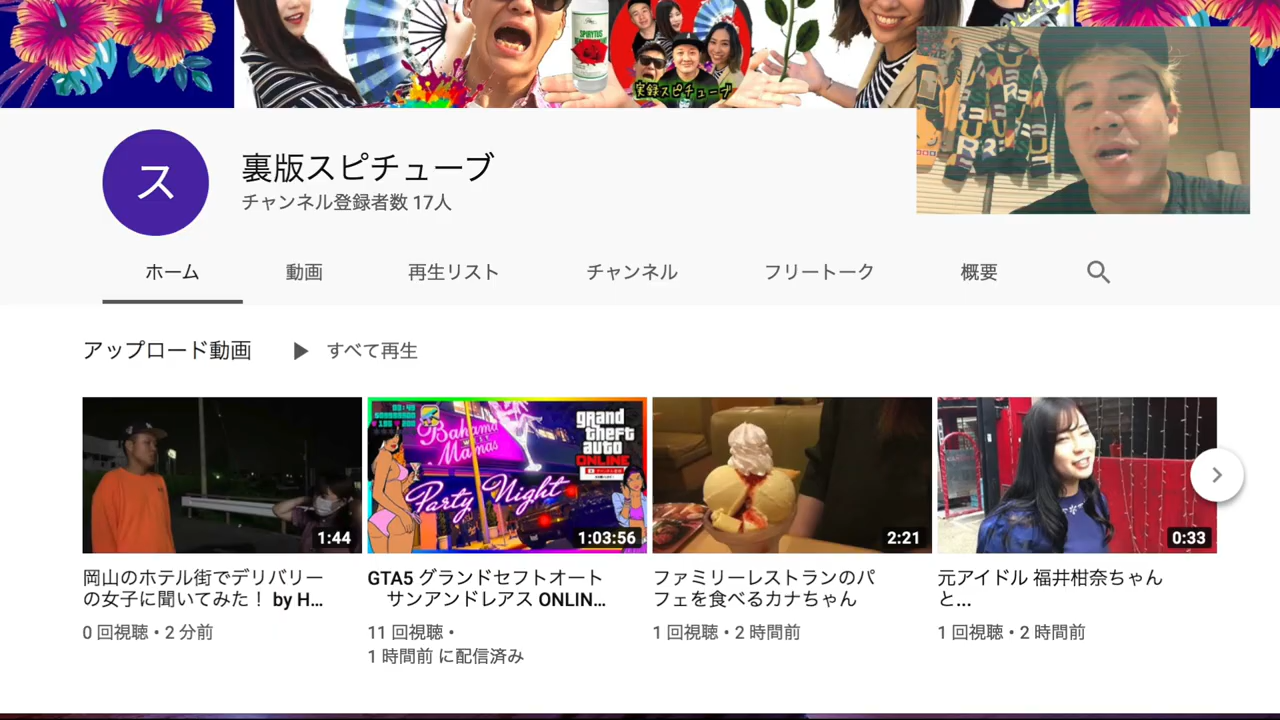 SPIRYTUS
実録スピチューブ
ス
裏版スピチューブ
チャンネル登録者数 17人
ホーム 動画 再生リスト チャンネル フリートーク 概要
アップロード動画 すべて再生
1:44
岡山のホテル街でデリバリー
の女子に聞いてみた！ by H...
0 回視聴・2 分前
Bahama
Mamas
Party Night
grand
theft
auto
ONLINE
1:03:56
GTA5 グランドセフトオート
サンアンドレアス ONLIN...
11 回視聴・
1 時間前 に配信済み
2:21
ファミリーレストランのパ
フェを食べるカナちゃん
1 回視聴・2 時間前
0:33
元アイドル 福井柑奈ちゃん
と...
1 回視聴・2 時間前